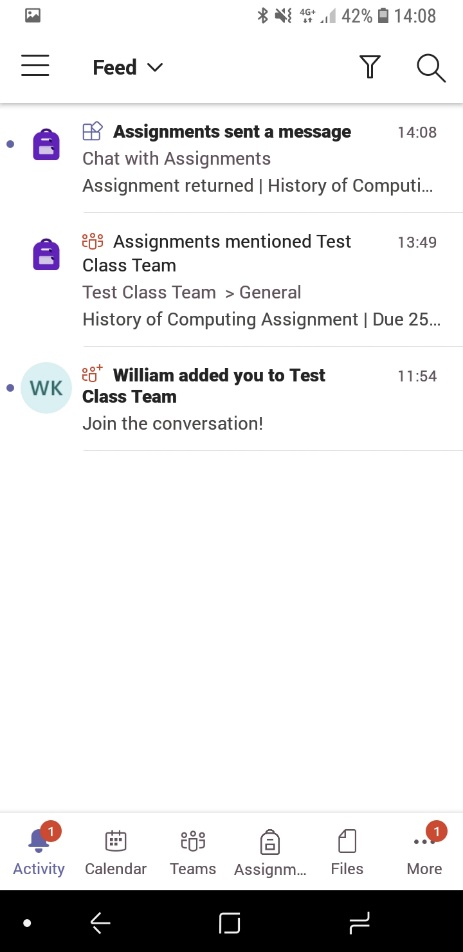 4G+ 42% 14:08
Feed
Assignments sent a message 14:08
Chat with Assignments
Assignment returned | History of Computi...
Assignments mentioned Test 13:49
Class Team
Test Class Team > General
History of Computing Assignment | Due 25...
WK William added you to Test 11:54
Class Team
Join the conversation!
1 1
Activity Calendar Teams Assignm... Files More